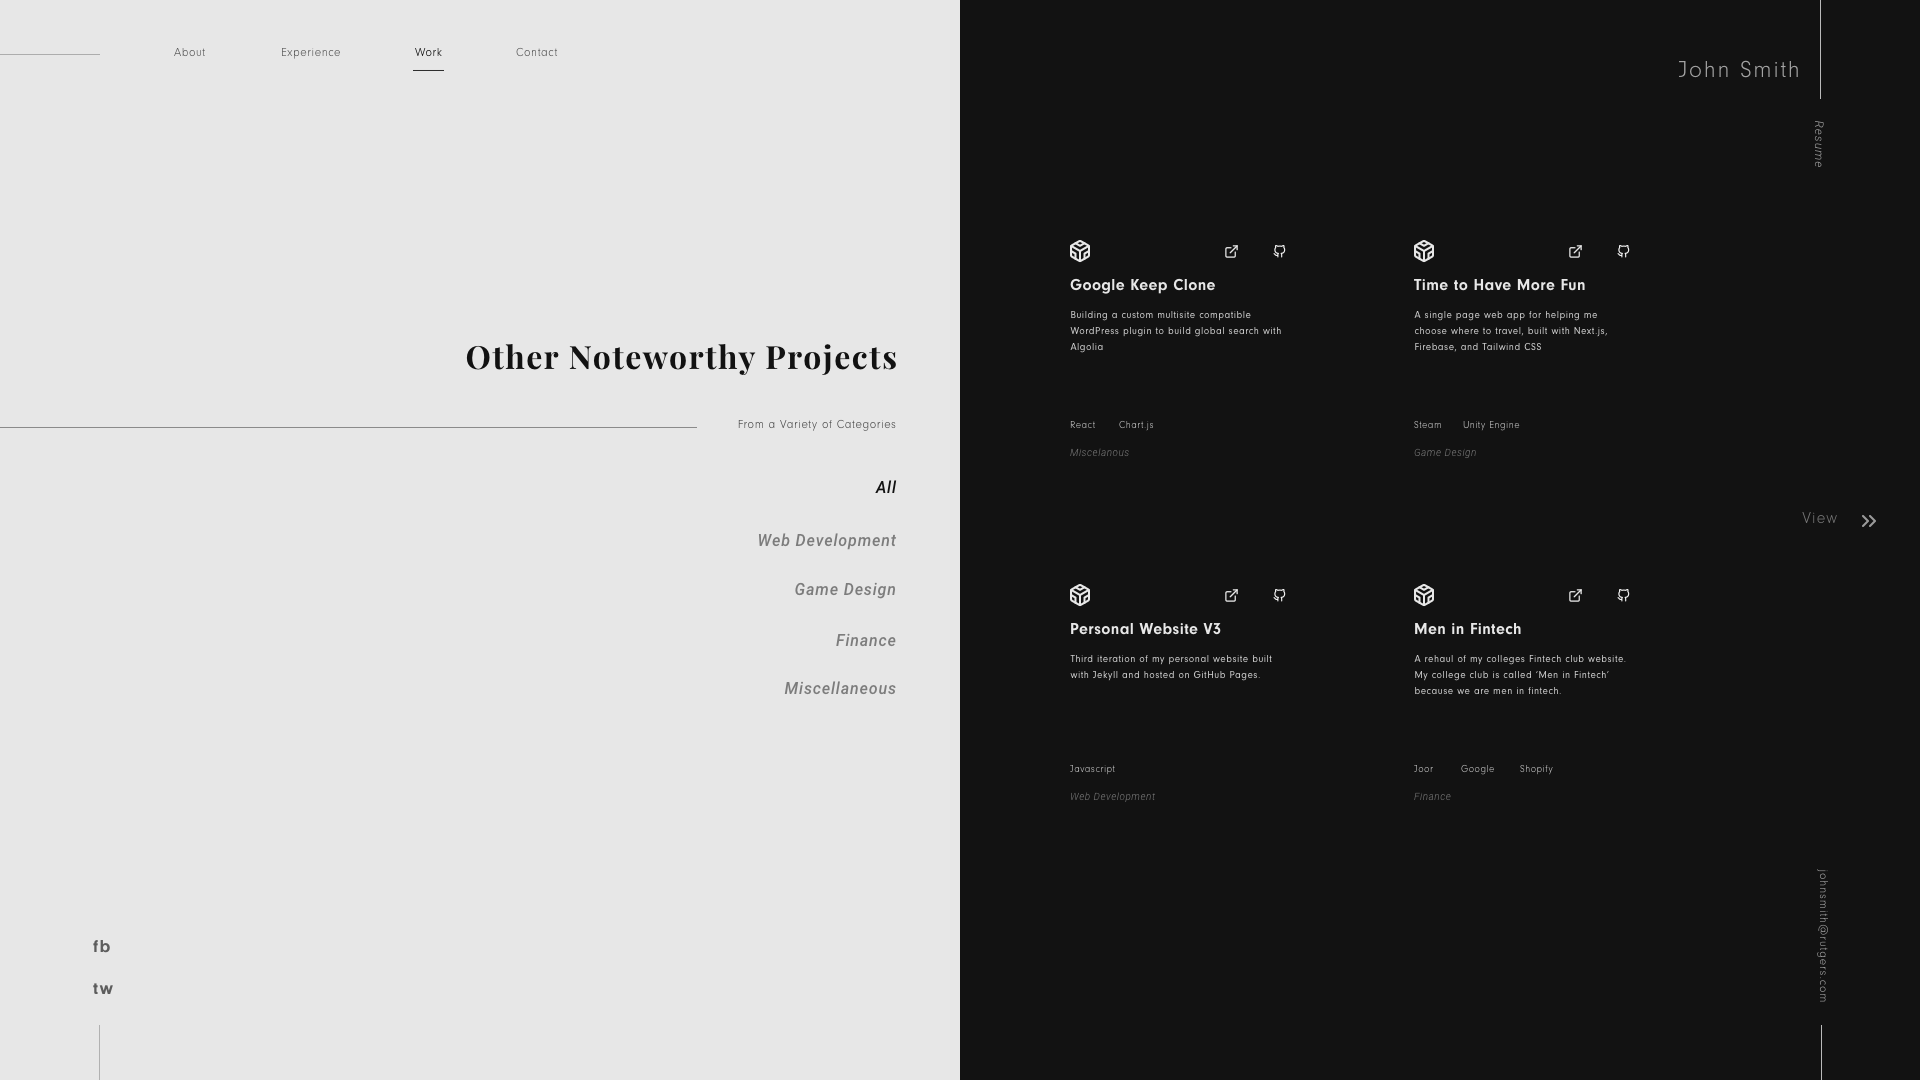 About
Experience
Work
Contact
John Smith
Resume
Other Noteworthy Projects
From a Variety of Categories
All
Web Development
Game Design
Finance
Miscellaneous
fb
tw
Google Keep Clone
Building a custom multisite compatible
WordPress plugin to build global search with
Algolia
React Chart.js
Miscelanous
Time to Have More Fun
A single page web app for helping me
choose where to travel, built with Next.js,
Firebase, and Tailwind CSS
Steam Unity Engine
Game Design
View
Personal Website V3
Third iteration of my personal website built
with Jekyll and hosted on GitHub Pages.
Javascript
Web Development
Men in Fintech
A rehaul of my colleges Fintech club website.
My college club is called ‘Men in Fintech’
because we are men in fintech.
Joor Google Shopify
Finance
johnsmith@rutgers.com